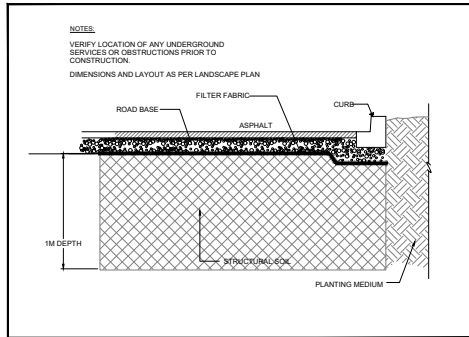 NOTES:
VERIFY LOCATION OF ANY UNDERGROUND
SERVICES OR OBSTRUCTIONS PRIOR TO
CONSTRUCTION.
DIMENSIONS AND LAYOUT AS PER LANDSCAPE PLAN
FILTER FABRIC
ROAD BASE
CURB
ASPHALT
1M DEPTH
STRUCTURAL SOIL
PLANTING MEDIUM